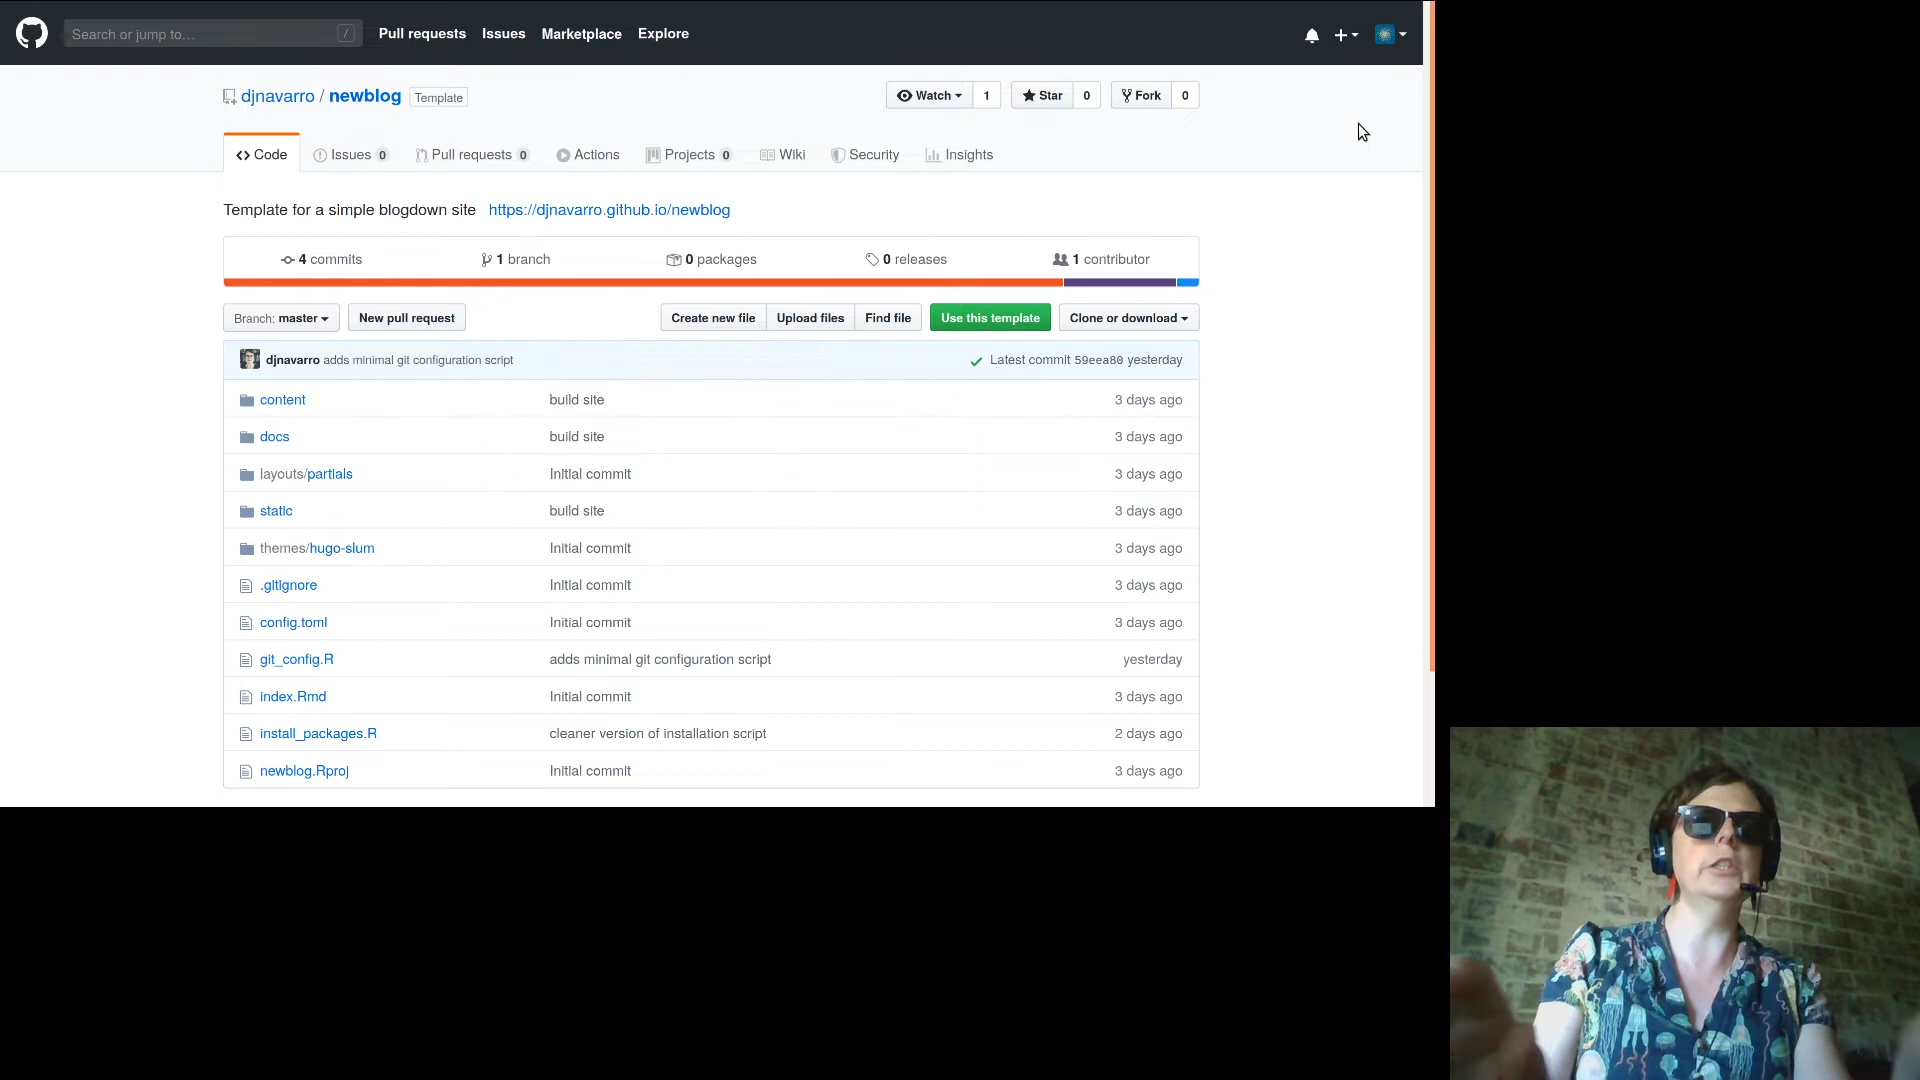 Search or jump to… /
Pull requests Issues Marketplace Explore
djnavarro / newblog Template
Watch 1 Star 0 Fork 0
Code Issues 0 Pull requests 0 Actions Projects 0 Wiki Security Insights
Template for a simple blogdown site https://djnavarro.github.io/newblog
4 commits 1 branch 0 packages 0 releases 1 contributor
Branch: master New pull request Create new file Upload files Find file Use this template Clone or download
djnavarro adds minimal git configuration script Latest commit 59eea80 yesterday
content build site 3 days ago
docs build site 3 days ago
layouts/partials Initial commit 3 days ago
static build site 3 days ago
themes/hugo-slum Initial commit 3 days ago
.gitignore Initial commit 3 days ago
config.toml Initial commit 3 days ago
git_config.R adds minimal git configuration script yesterday
index.Rmd Initial commit 3 days ago
install_packages.R cleaner version of installation script 2 days ago
newblog.Rproj Initial commit 3 days ago